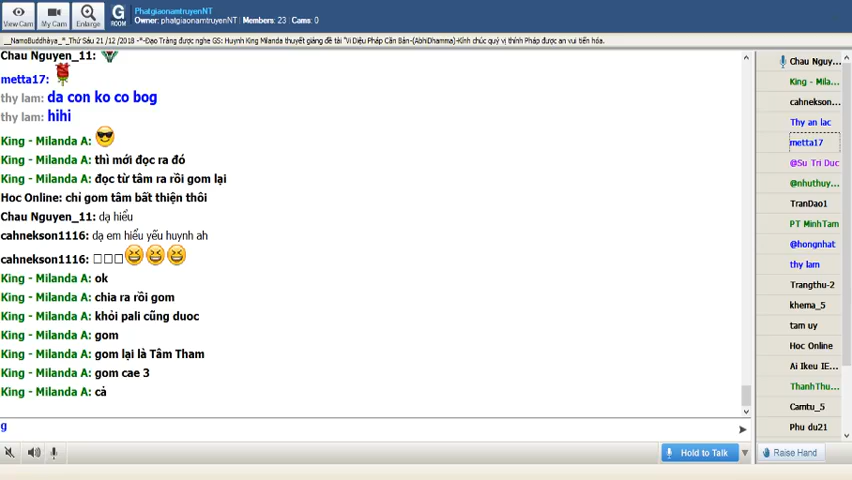 View Cam
My Cam
Enlarge
G
ROOM
PhatgiaonamtruyenNT
Owner: phatgiaonamtruyenNT | Members: 23 | Cams: 0
__NamoBuddhàya_*_Thứ Sáu 21 /12 /2018 -*-Đạo Tràng được nghe GS: Huynh King Milanda thuyết giảng đề tài "Vi Diệu Pháp Căn Bản-(AbhiDhamma)-Kính chúc quý vị thính Pháp được an vui tiến hóa.
Chau Nguyen_11:
metta17:
thy lam: da con ko co bog
thy lam: hihi
King - Milanda A:
King - Milanda A: thì mới đọc ra đó
King - Milanda A: đọc từ tâm ra rồi gom lại
Hoc Online: chỉ gom tâm bất thiện thôi
Chau Nguyen_11: dạ hiểu
cahnekson1116: dạ em hiểu yếu huynh ah
cahnekson1116:
King - Milanda A: ok
King - Milanda A: chia ra rồi gom
King - Milanda A: khỏi pali cũng duoc
King - Milanda A: gom
King - Milanda A: gom lại là Tâm Tham
King - Milanda A: gom cae 3
King - Milanda A: cả
g
Hold to Talk
Chau Nguy...
King - Mila...
cahnekson...
Thy an lac
metta17
@Su Tri Duc
@nhuthuy...
TranDao1
PT MinhTam
@hongnhat
thy lam
Trangthu-2
khema_5
tam uy
Hoc Online
Ai Ikeu IE...
ThanhThu...
Camtu_5
Phu du21
Raise Hand